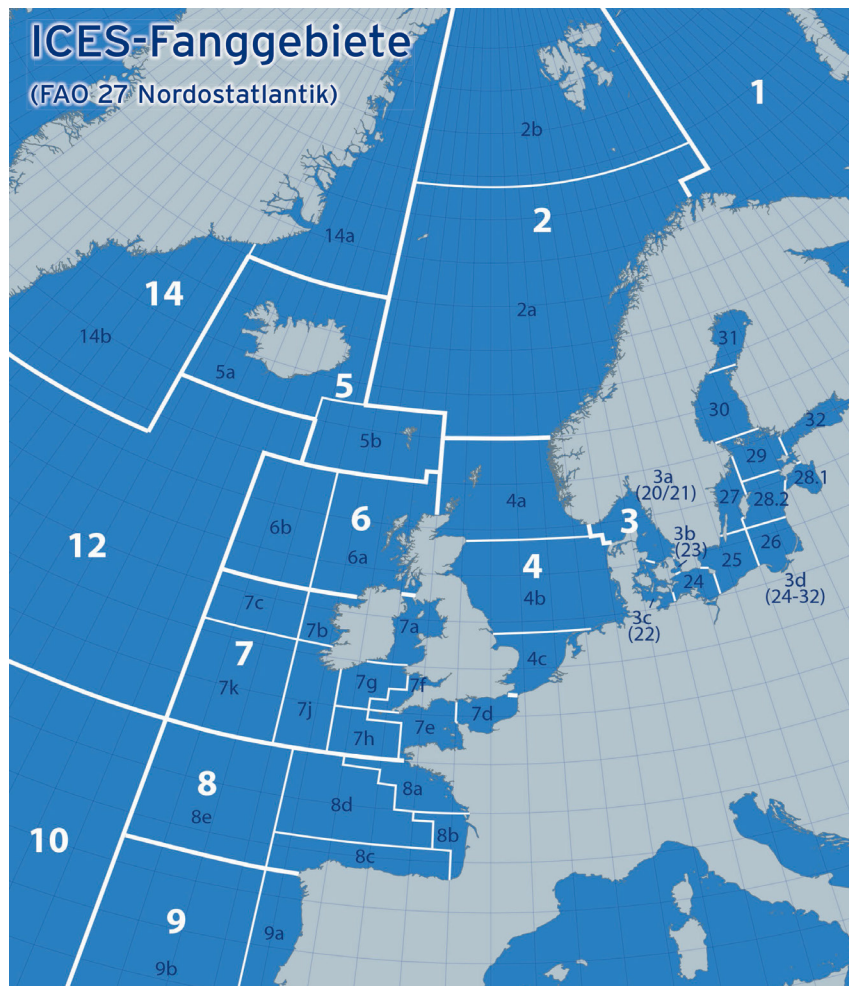 ICES-Fanggebiete
(FAO 27 Nordostatlantik)
1
2b
2
14a
14
2a
14b
5a
5
31
30
32
5b
29
3a
(20/21)
28.1
4a
27
28.2
6
3
6b
3b
(23)
26
12
6a
4
25
24
3d
(24-32)
4b
7c
3c
(22)
7b
7a
7
4c
7g
7f
7k
7j
7e
7d
7h
8
8a
8d
8e
8b
10
8c
9
9a
9b